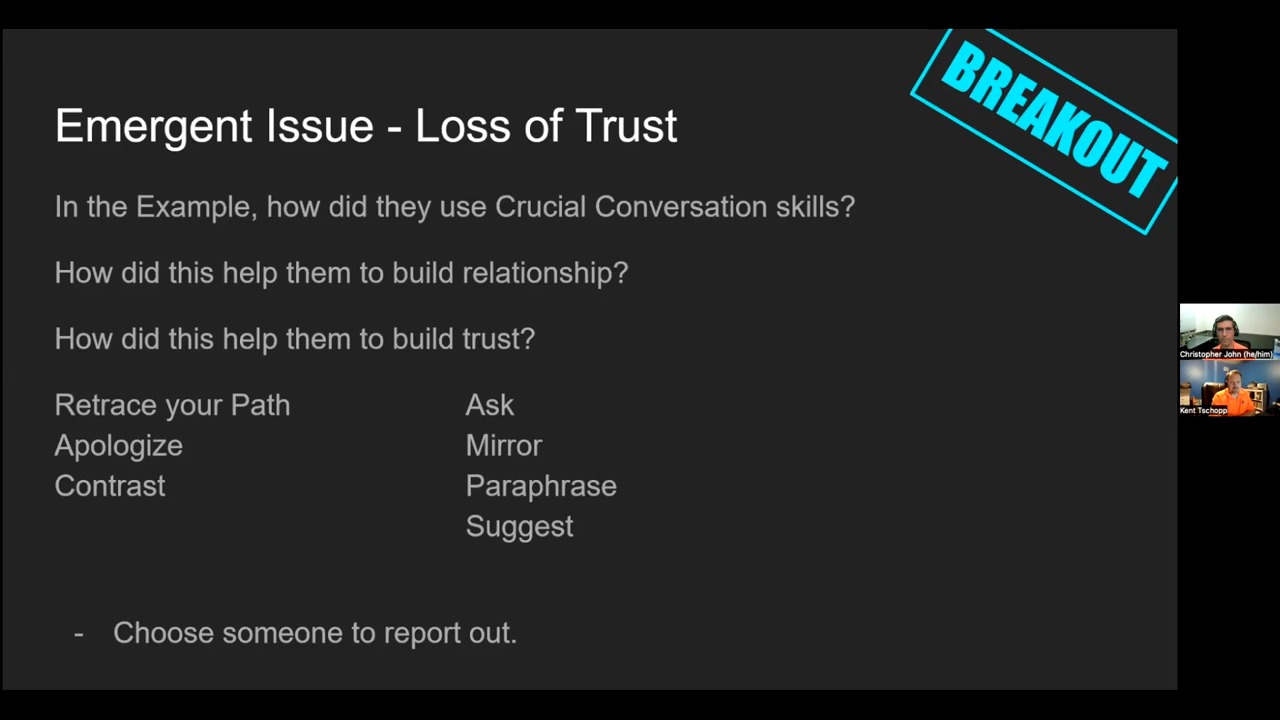 BREAKOUT
Emergent Issue - Loss of Trust
In the Example, how did they use Crucial Conversation skills?
How did this help them to build relationship?
How did this help them to build trust?
Retrace your Path
Apologize
Contrast
Ask
Mirror
Paraphrase
Suggest
- Choose someone to report out.
Christopher John (he/him)
Kent Tschopp